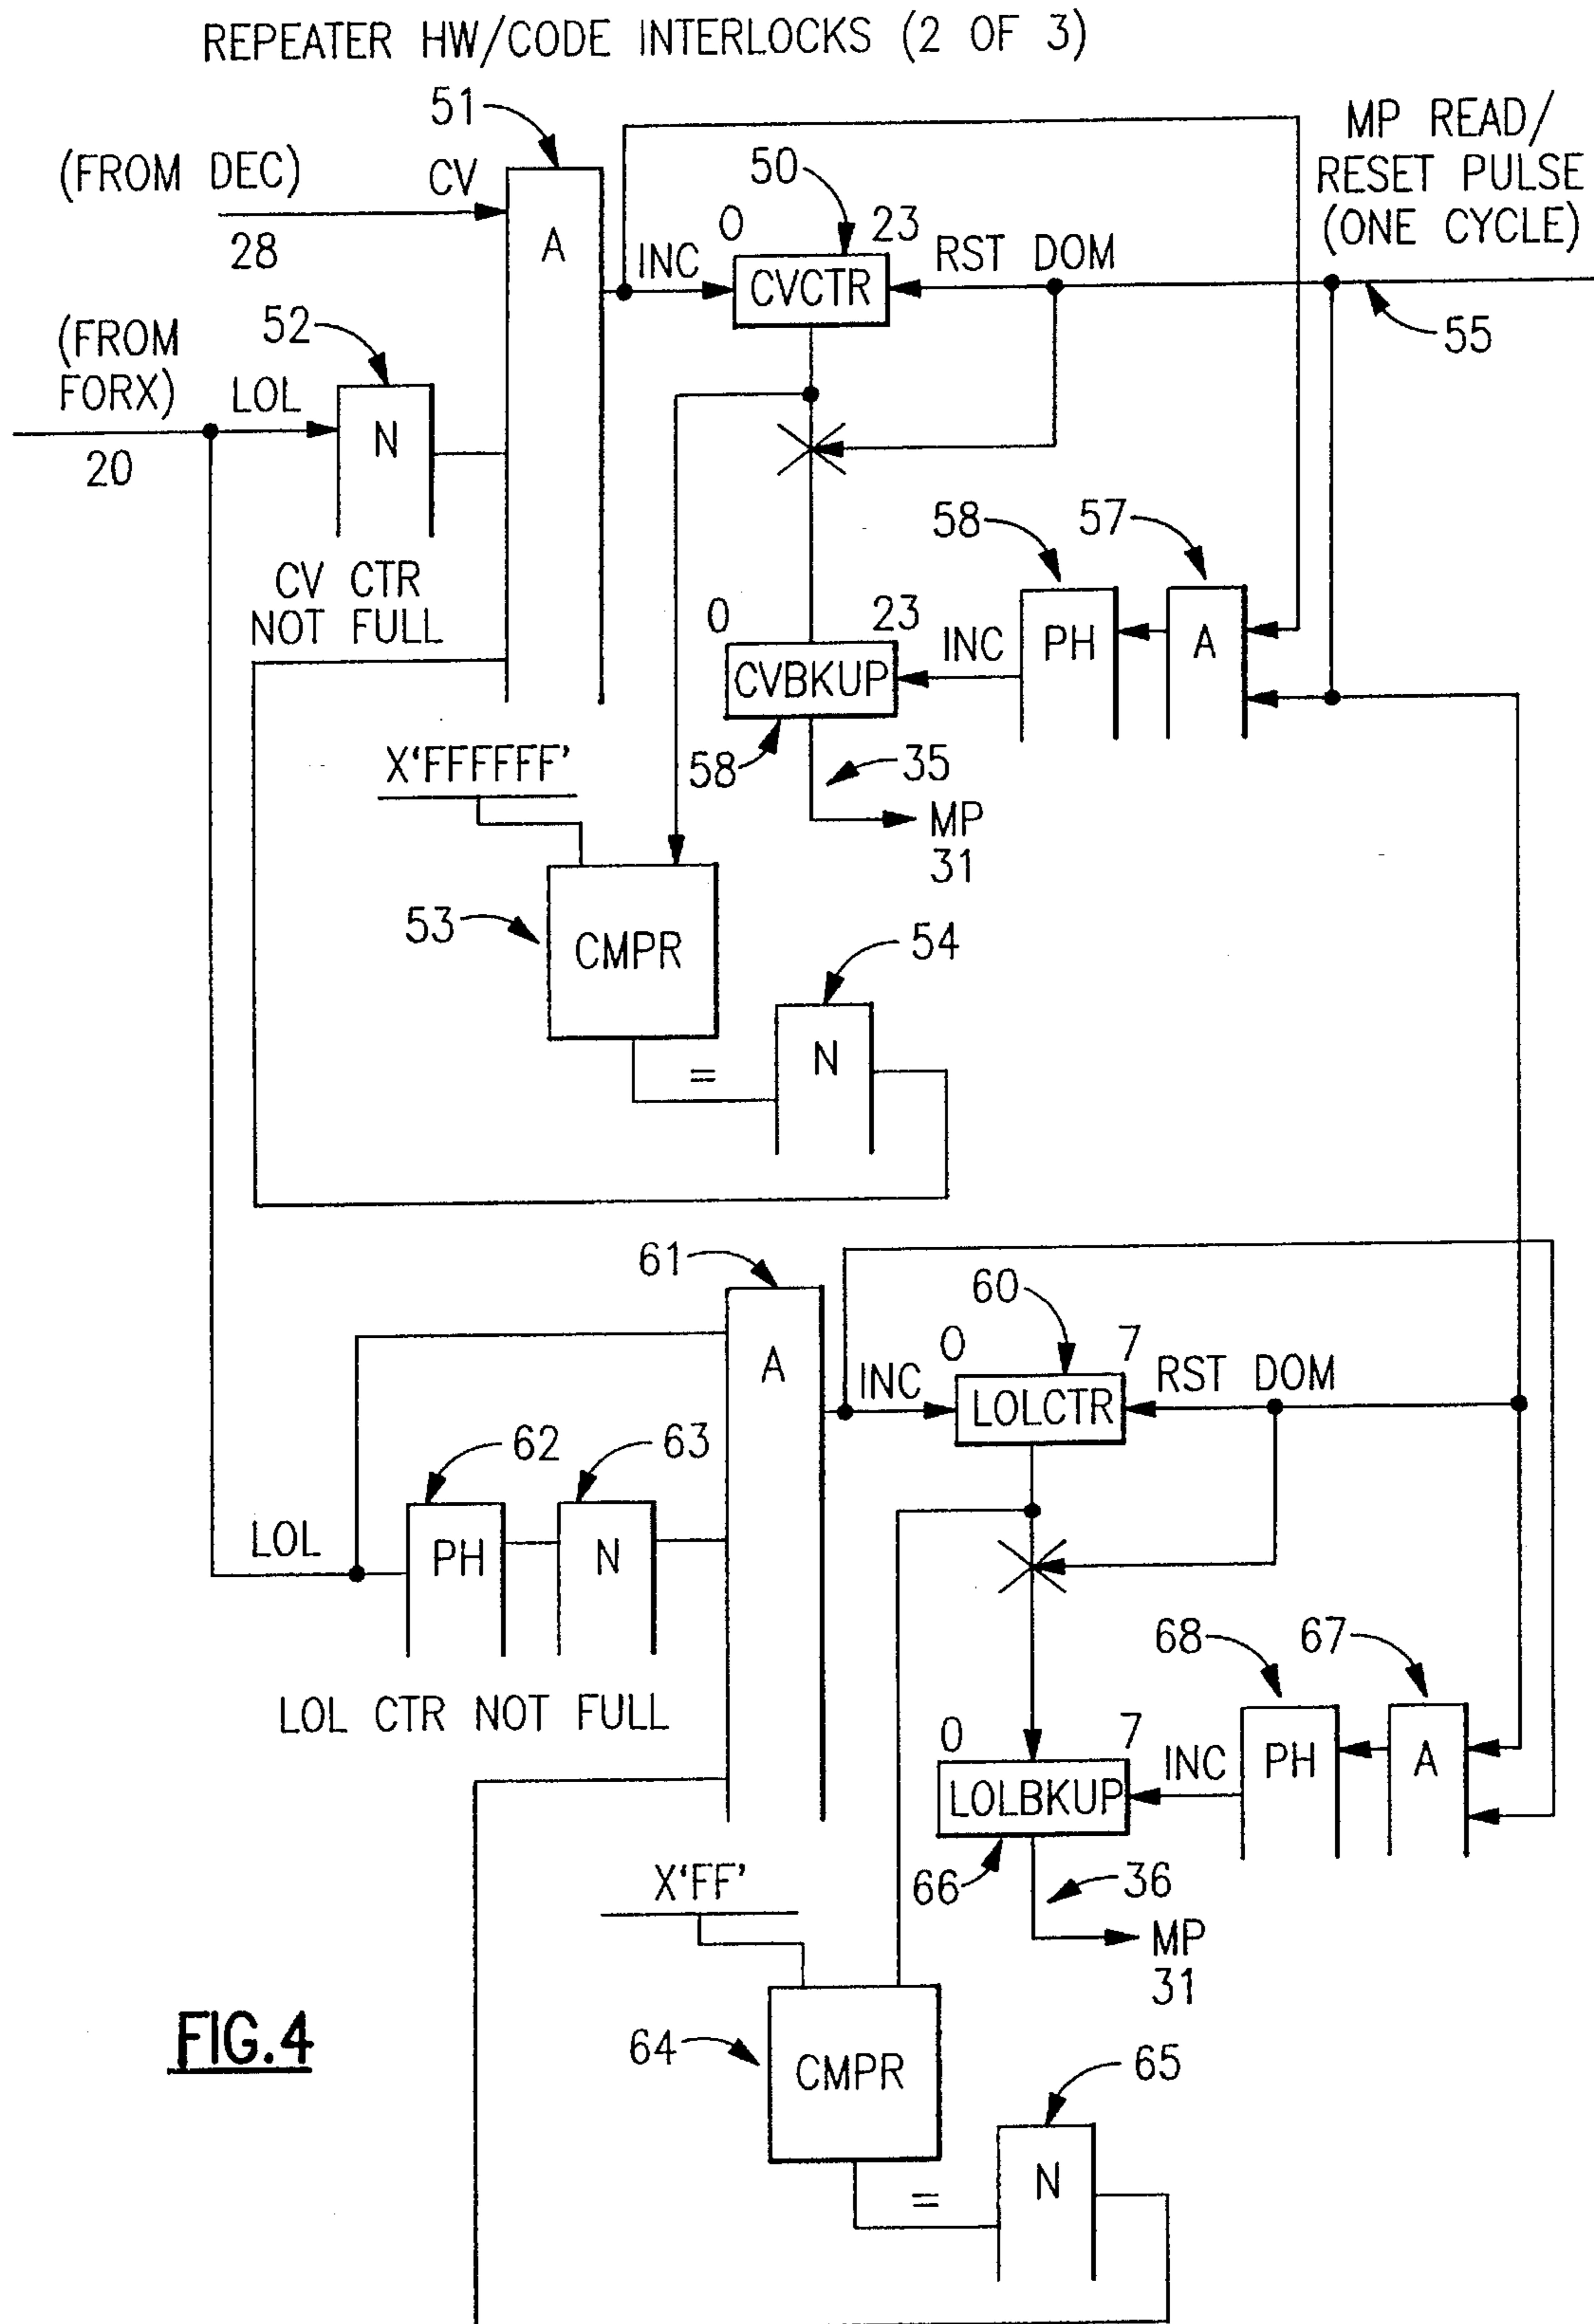 REPEATER HW/CODE INTERLOCKS (2 OF 3)
51
(FROM DEC)
CV
28
A
50
0
23
INC
CVCTR
RST DOM
MP READ/
RESET PULSE
(ONE CYCLE)
55
(FROM
FORX)
LOL
20
52
N
CV CTR
NOT FULL
58
57
0
23
CVBKUP
INC
PH
A
58
35
MP
31
X'FFFFFF'
53
CMPR
54
=
N
61
A
60
0
7
INC
LOLCTR
RST DOM
62
63
LOL
PH
N
LOL CTR NOT FULL
68
67
0
7
LOLBKUP
INC
PH
A
66
36
MP
31
X'FF'
64
CMPR
65
=
N
FIG.4